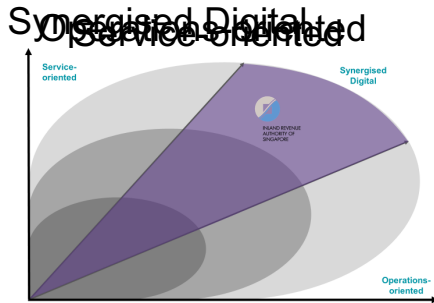 Synergised Digital
Operations-oriented
Service-oriented
Service-
oriented
Synergised
Digital
INLAND REVENUE
AUTHORITY OF
SINGAPORE
Operations-
oriented